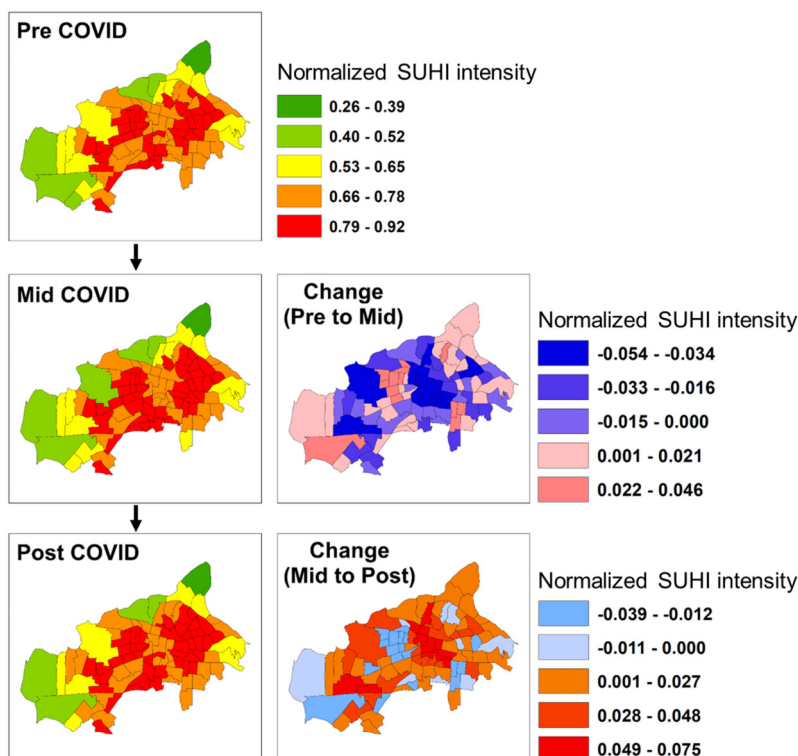 Pre COVID
Normalized SUHI intensity
0.26 - 0.39
0.40 - 0.52
0.53 - 0.65
0.66 - 0.78
0.79 - 0.92
Mid COVID
Change
(Pre to Mid)
Normalized SUHI intensity
-0.054 - -0.034
-0.033 - -0.016
-0.015 - 0.000
0.001 - 0.021
0.022 - 0.046
Post COVID
Change
(Mid to Post)
Normalized SUHI intensity
-0.039 - -0.012
-0.011 - 0.000
0.001 - 0.027
0.028 - 0.048
0.049 - 0.075